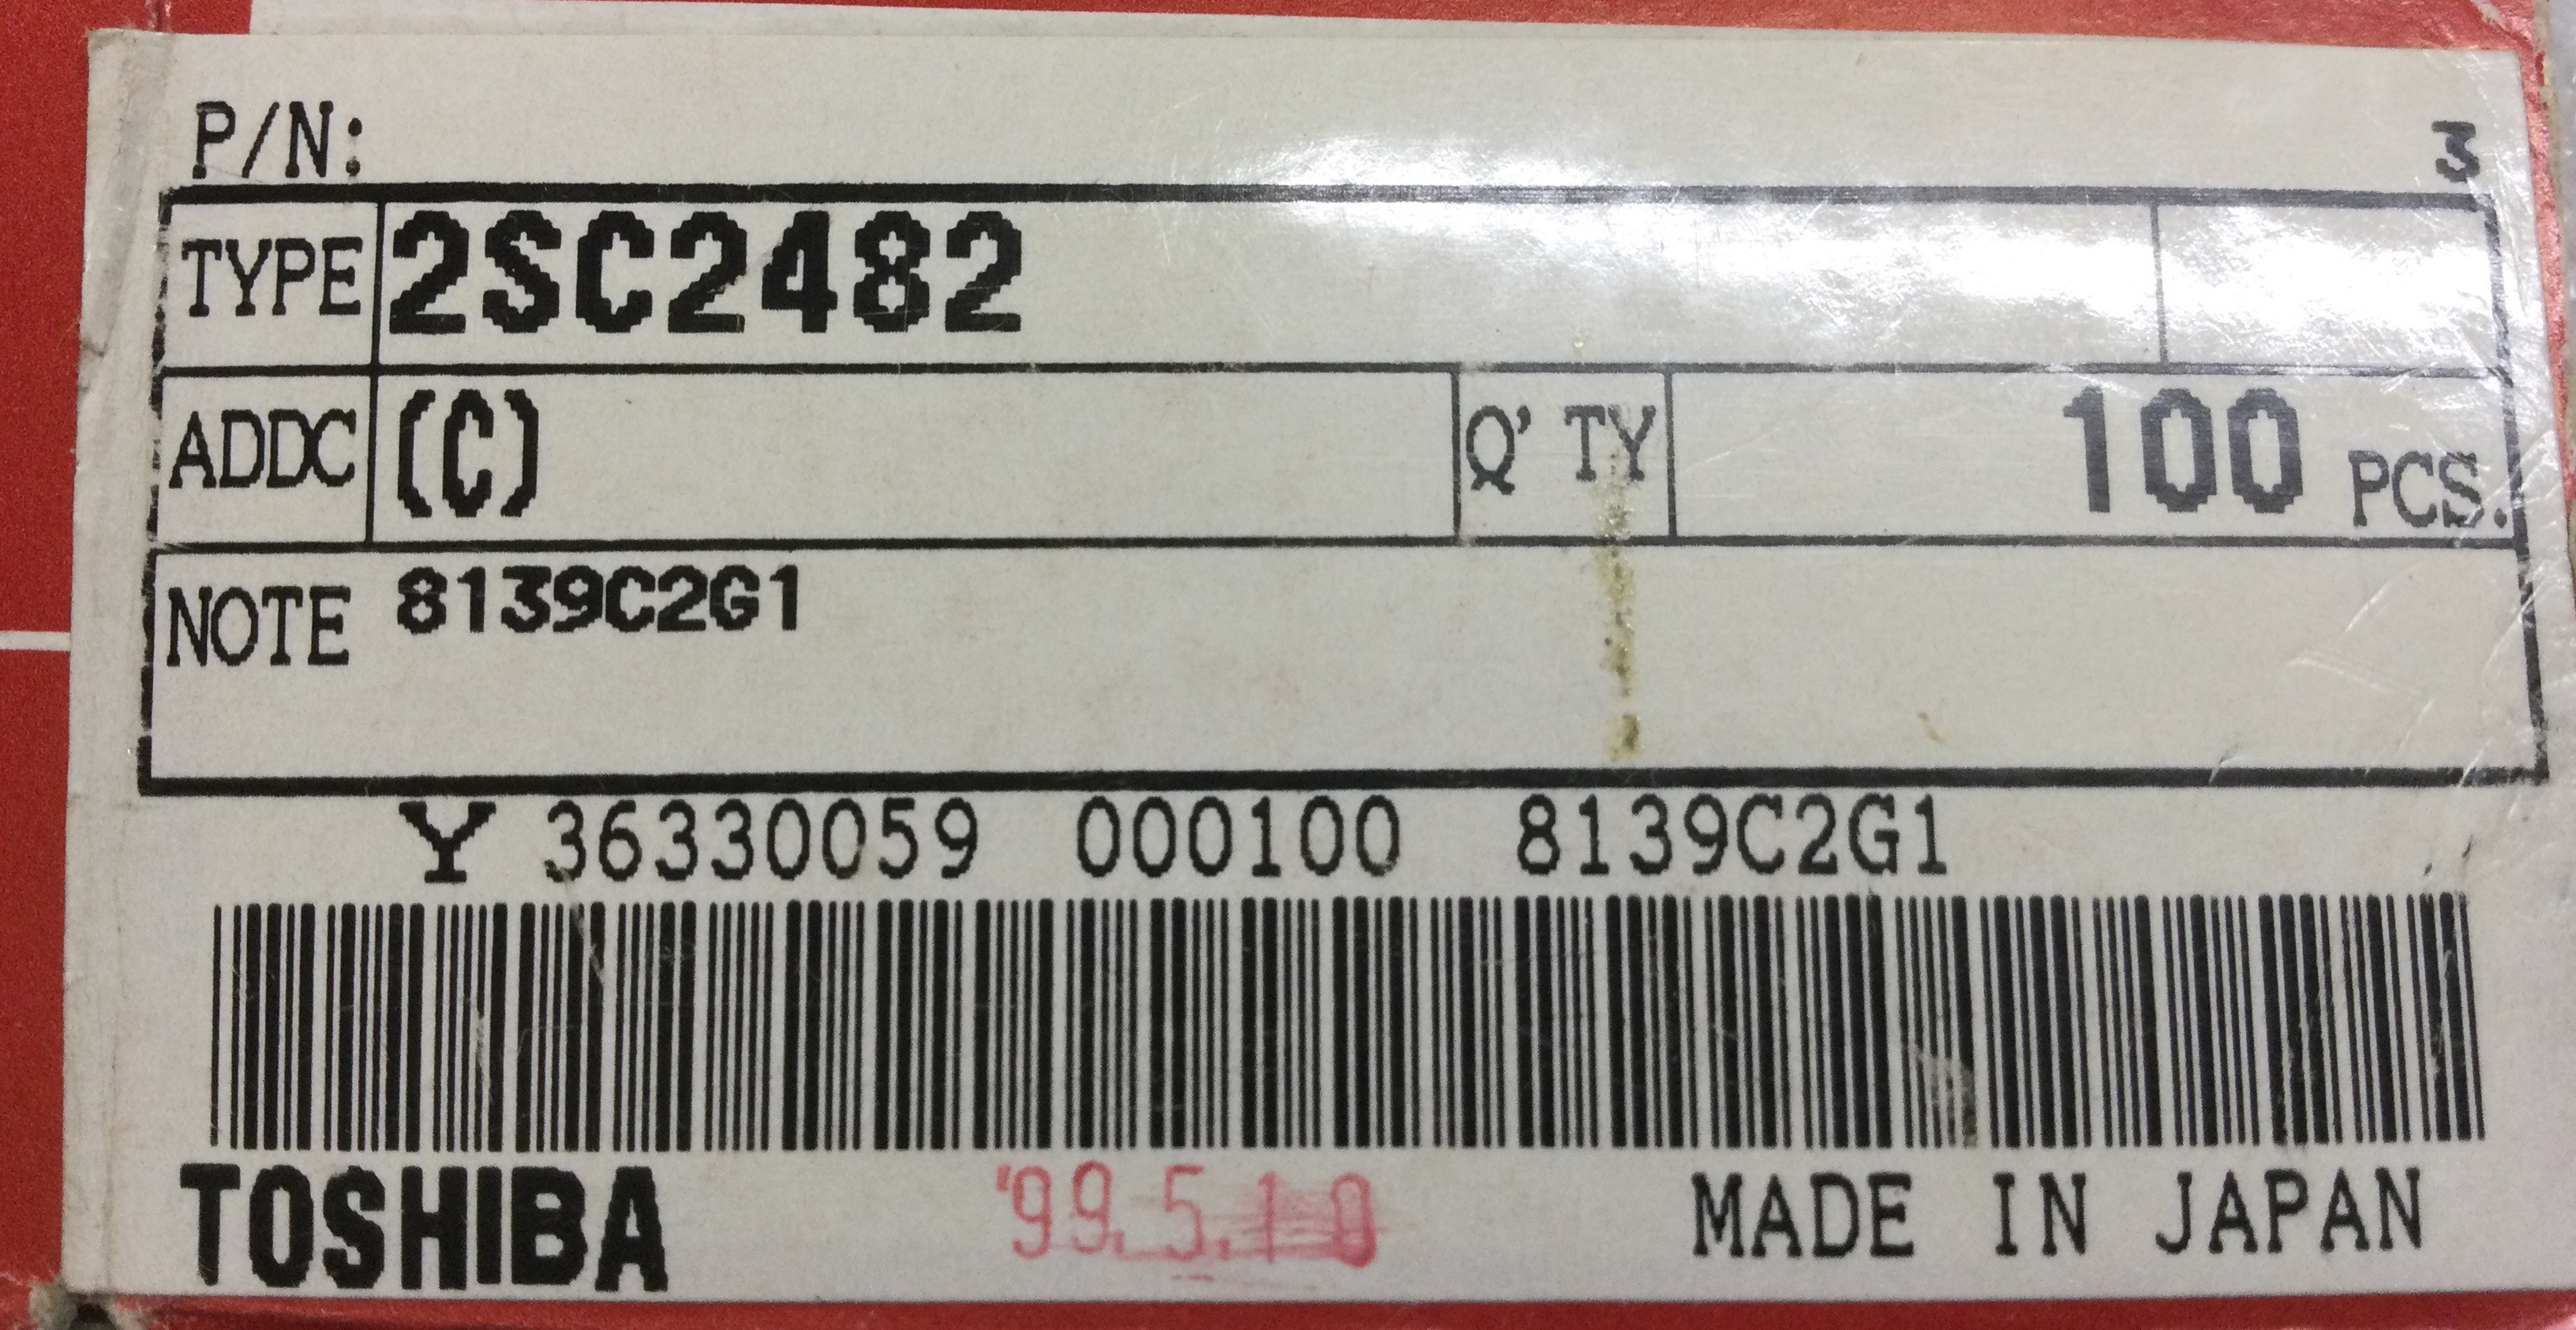 P/N:
3
TYPE 2SC2482
ADDC (C) Q'TY 100 PCS.
NOTE 8139C2G1
Y 36330059 000100 8139C2G1
TOSHIBA '99.5.10 MADE IN JAPAN